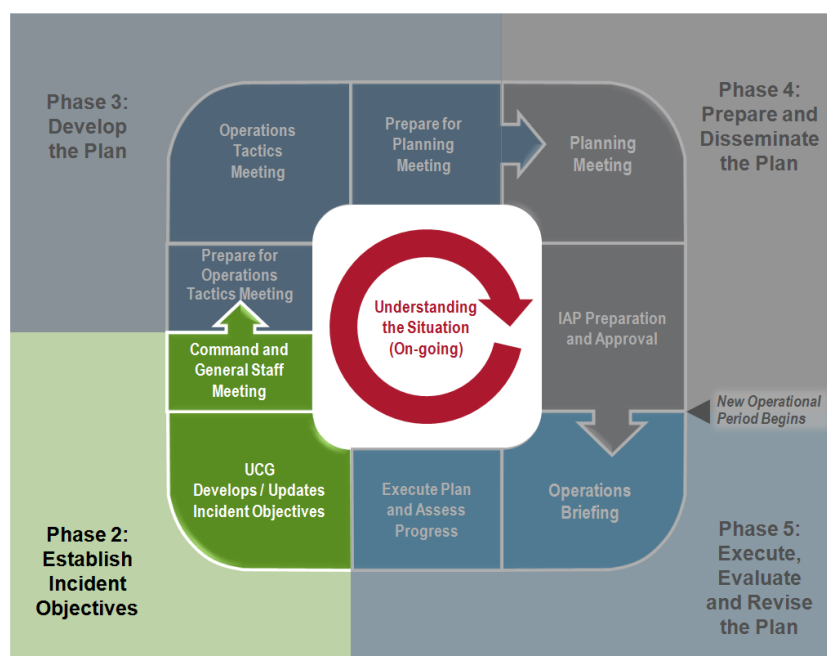 Phase 3:
Develop
the Plan
Operations
Tactics
Meeting
Prepare for
Planning
Meeting
Planning
Meeting
Phase 4:
Prepare and
Disseminate
the Plan
Prepare for
Operations
Tactics Meeting
Understanding
the Situation
(On-going)
IAP Preparation
and Approval
Command and
General Staff
Meeting
New Operational
Period Begins
UCG
Develops / Updates
Incident Objectives
Execute Plan
and Assess
Progress
Operations
Briefing
Phase 2:
Establish
Incident
Objectives
Phase 5:
Execute,
Evaluate
and Revise
the Plan